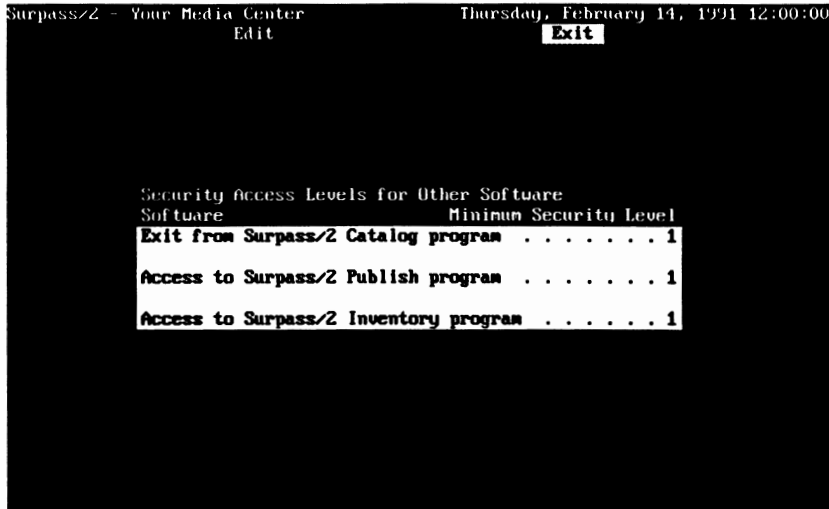 Surpass/2 - Your Media Center Thursday, February 14, 1991 12:00:00
Edit Exit
Security Access Levels for Other Software
Software Minimum Security Level
Exit from Surpass/2 Catalog program . . . . . . . 1
Access to Surpass/2 Publish program . . . . . . . 1
Access to Surpass/2 Inventory program . . . . . . 1